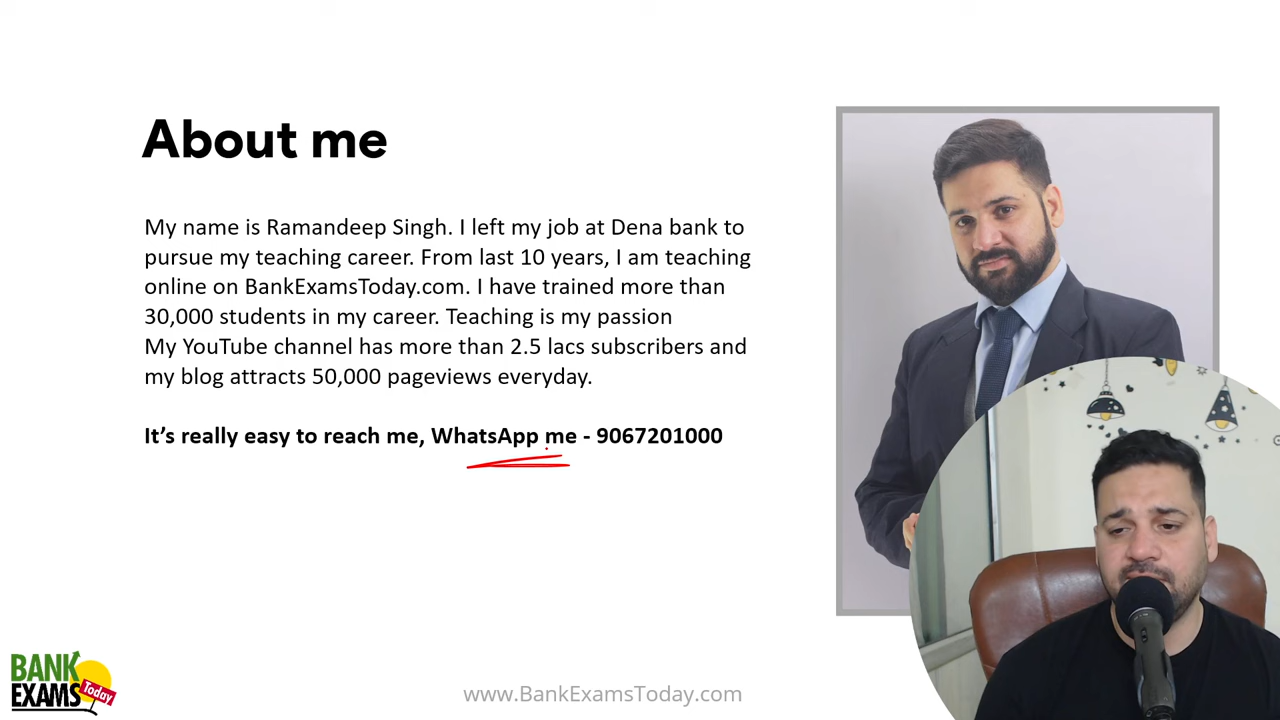 About me
My name is Ramandeep Singh. I left my job at Dena bank to
pursue my teaching career. From last 10 years, I am teaching
online on BankExamsToday.com. I have trained more than
30,000 students in my career. Teaching is my passion
My YouTube channel has more than 2.5 lacs subscribers and
my blog attracts 50,000 pageviews everyday.
It's really easy to reach me, WhatsApp me - 9067201000
BANK
EXAMS
Today
www.BankExamsToday.com